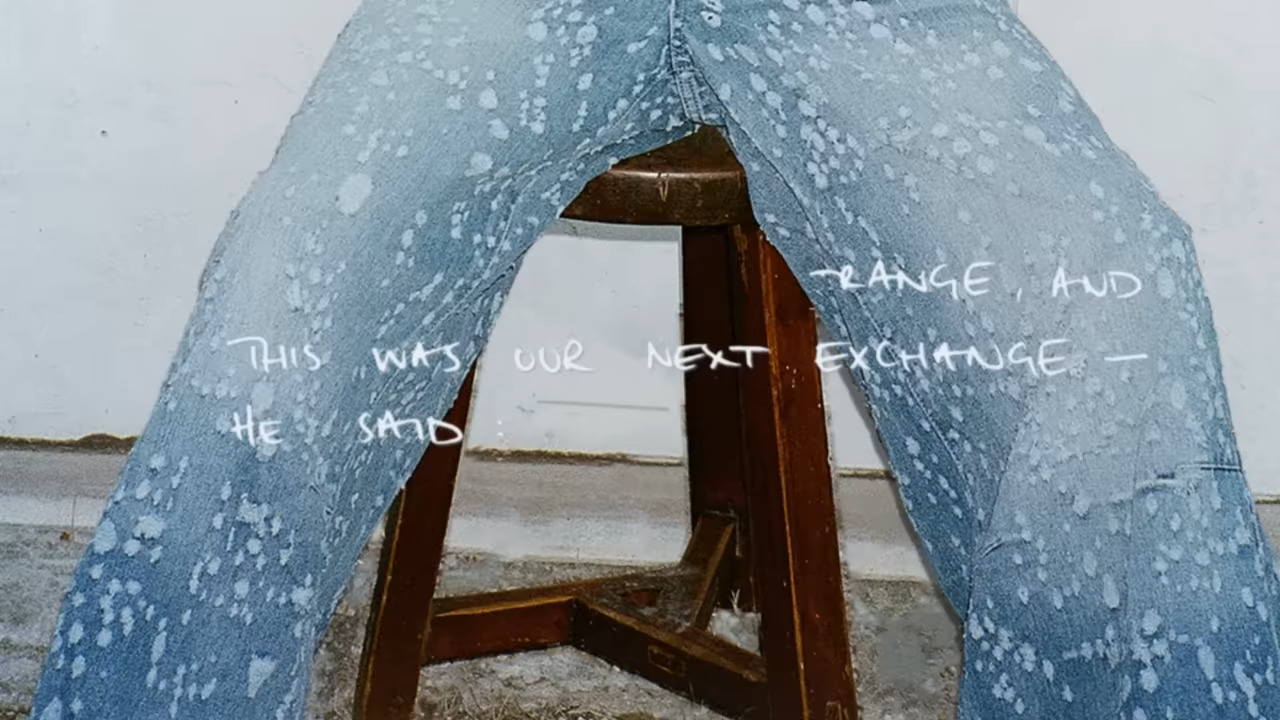 RANGE, AND
THIS WAS OUR NEXT EXCHANGE —
HE SAID :